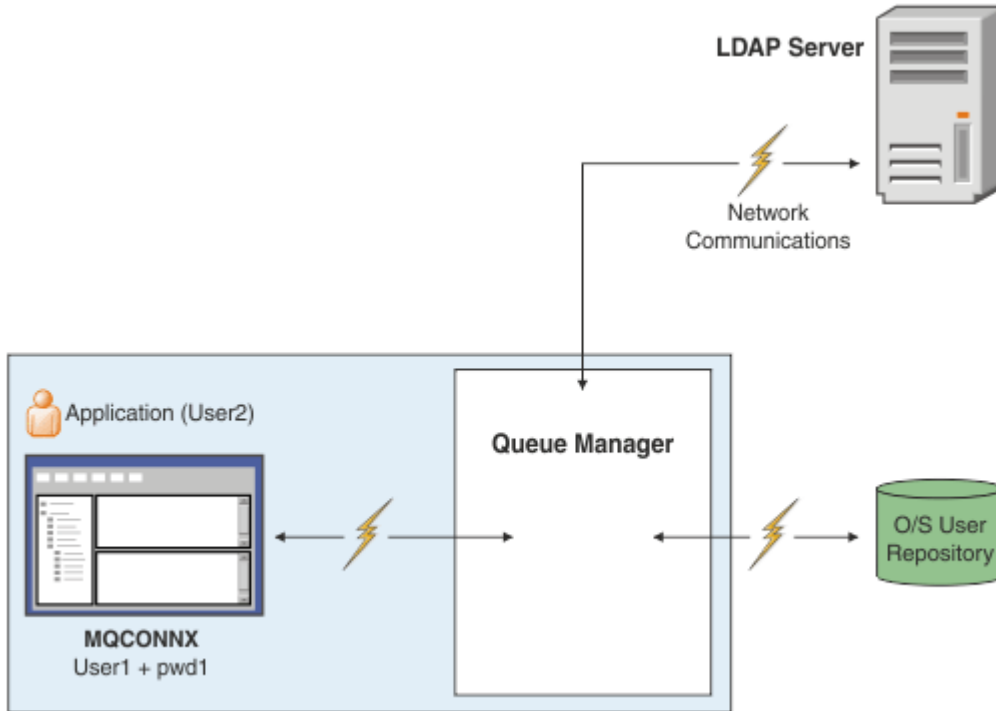 LDAP Server
Network
Communications
Application (User2)
Queue Manager
O/S User
Repository
MQCONNX
User1 + pwd1